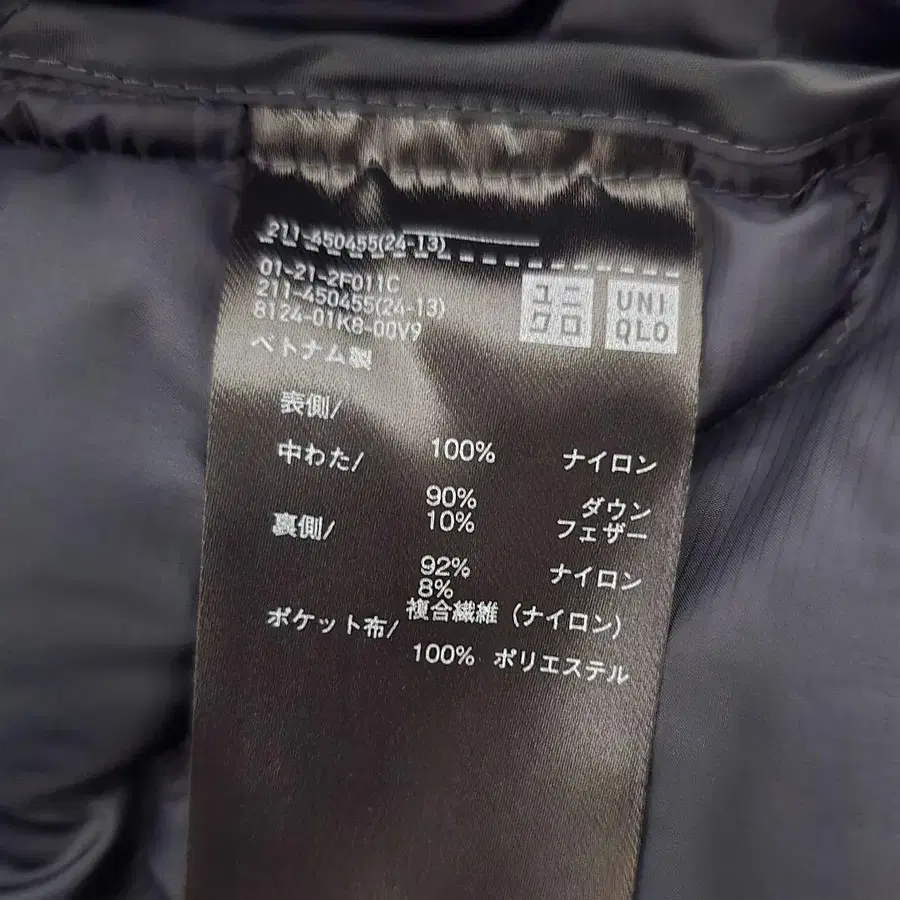 211-450455(24-13)
01-21-2F011C
211-450455(24-13)
8124-01K8-00V9
ユニ
クロ
UNI
QLO
ベトナム製
表側/
100% ナイロン
中わた/
90% ダウン
10% フェザー
裏側/
92% ナイロン
8%
複合繊維(ナイロン)
ポケット布/
100% ポリエステル